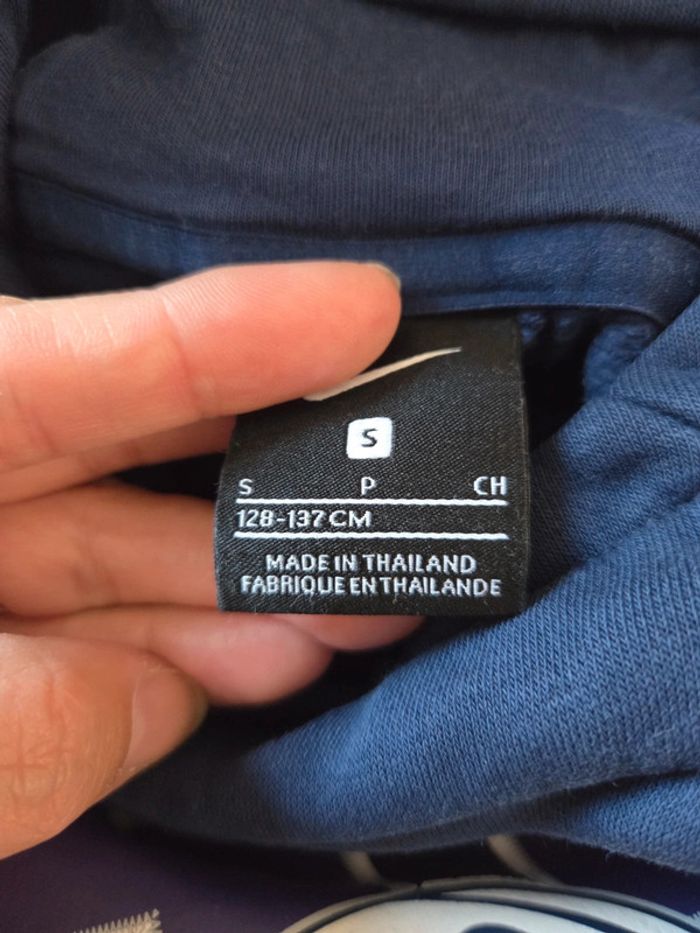 S
S P CH
128-137 CM
MADE IN THAILAND
FABRIQUE EN THAILANDE